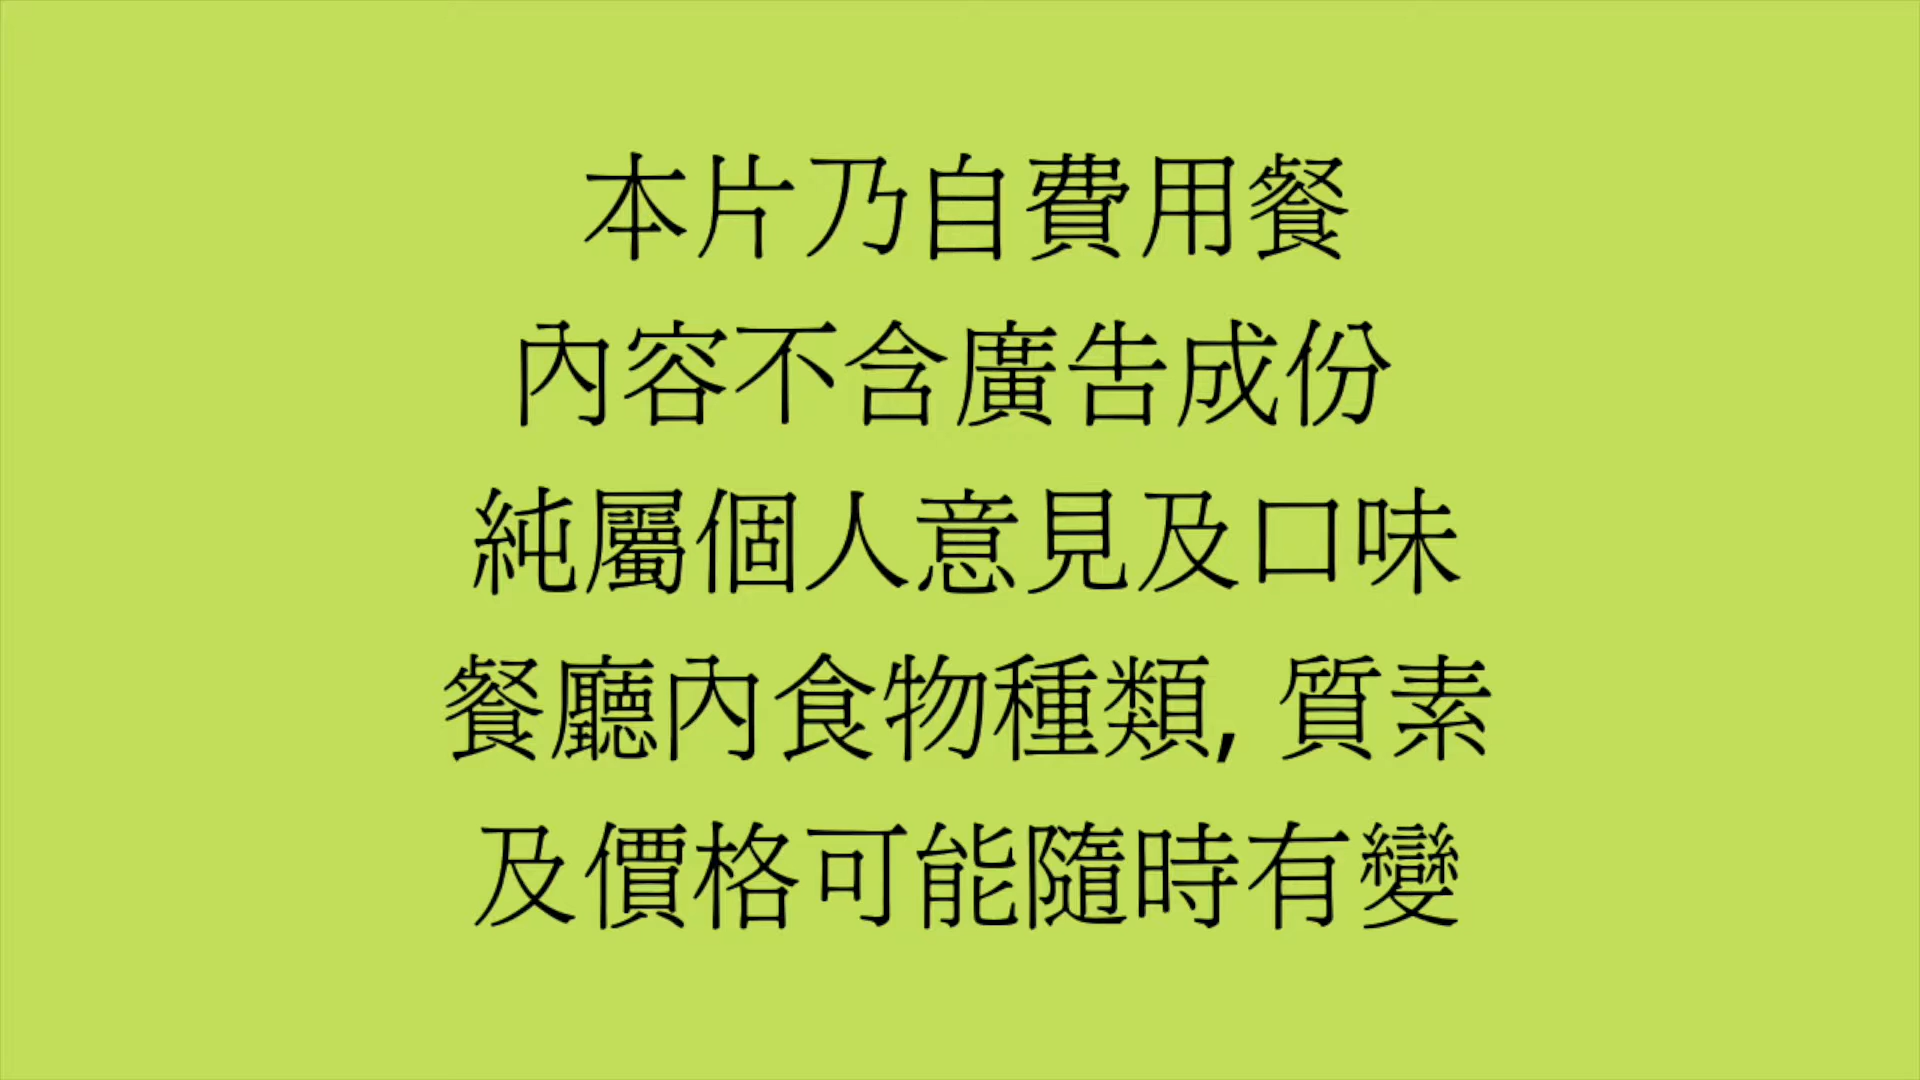 本片乃自費用餐
內容不含廣告成份
純屬個人意見及口味
餐廳內食物種類, 質素
及價格可能隨時有變